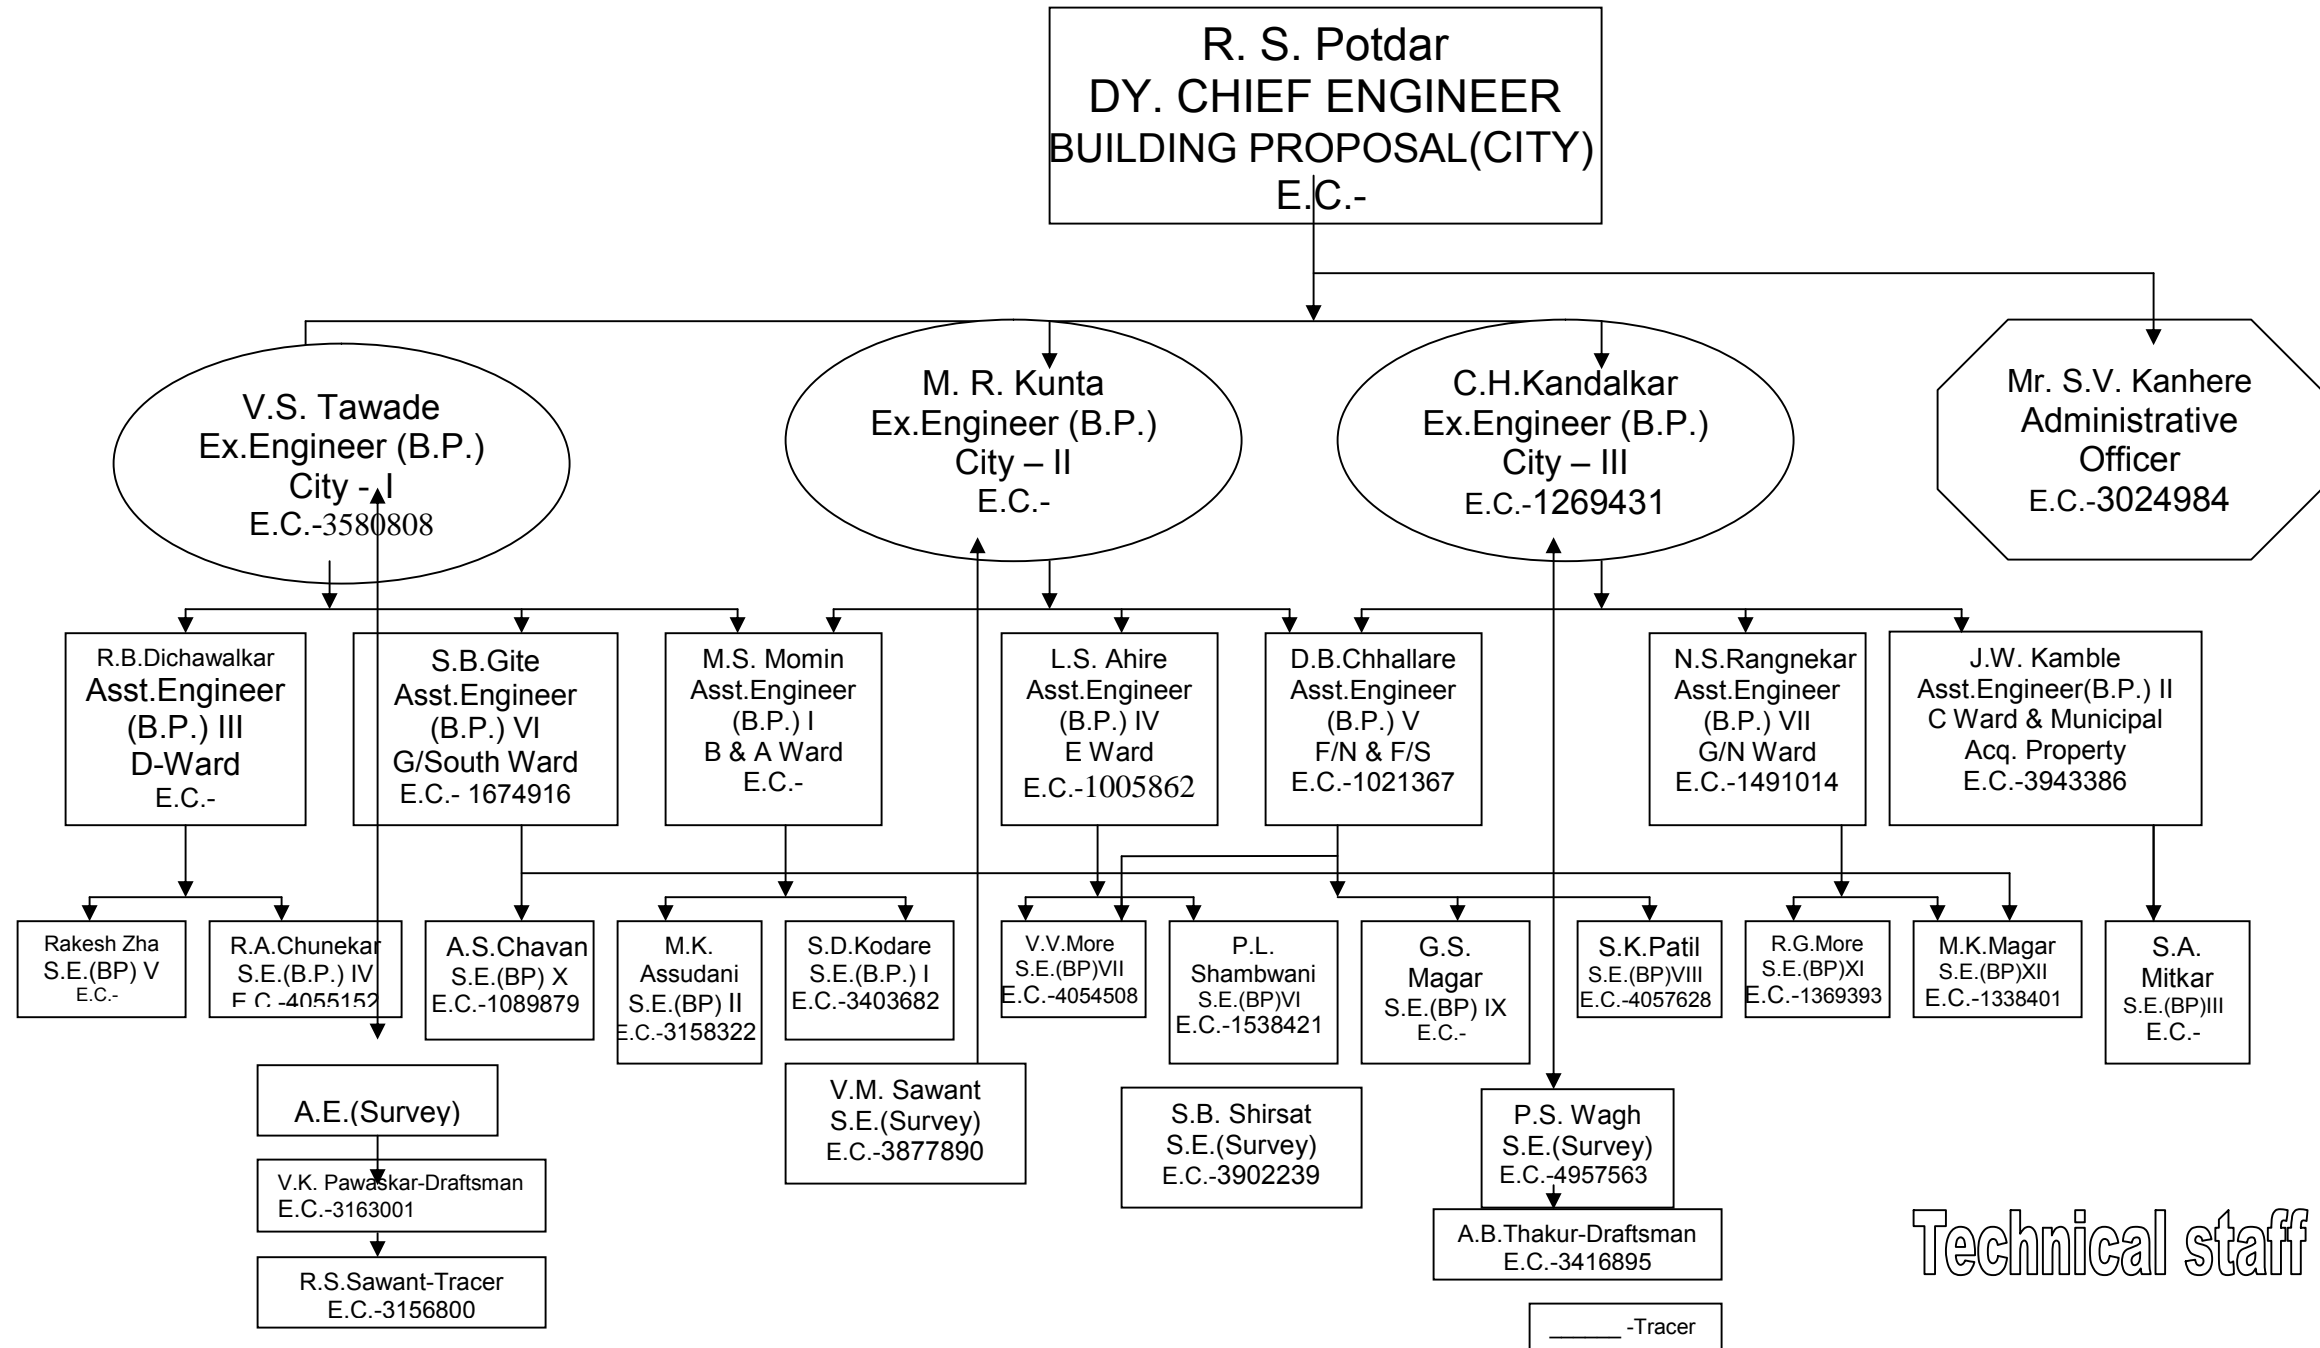 R. S. Potdar
DY. CHIEF ENGINEER
BUILDING PROPOSAL(CITY)
E.C.-
V.S. Tawade
Ex.Engineer (B.P.)
City - I
E.C.-3580808
M. R. Kunta
Ex.Engineer (B.P.)
City – II
E.C.-
C.H.Kandalkar
Ex.Engineer (B.P.)
City – III
E.C.-1269431
Mr. S.V. Kanhere
Administrative
Officer
E.C.-3024984
R.B.Dichawalkar
Asst.Engineer
(B.P.) III
D-Ward
E.C.-
S.B.Gite
Asst.Engineer
(B.P.) VI
G/South Ward
E.C.- 1674916
M.S. Momin
Asst.Engineer
(B.P.) I
B & A Ward
E.C.-
L.S. Ahire
Asst.Engineer
(B.P.) IV
E Ward
E.C.-1005862
D.B.Chhallare
Asst.Engineer
(B.P.) V
F/N & F/S
E.C.-1021367
N.S.Rangnekar
Asst.Engineer
(B.P.) VII
G/N Ward
E.C.-1491014
J.W. Kamble
Asst.Engineer(B.P.) II
C Ward & Municipal
Acq. Property
E.C.-3943386
Rakesh Zha
S.E.(BP) V
E.C.-
R.A.Chunekar
S.E.(B.P.) IV
E.C.-4055152
A.S.Chavan
S.E.(BP) X
E.C.-1089879
M.K.
Assudani
S.E.(BP) II
E.C.-3158322
S.D.Kodare
S.E.(B.P.) I
E.C.-3403682
V.V.More
S.E.(BP)VII
E.C.-4054508
P.L.
Shambwani
S.E.(BP)VI
E.C.-1538421
G.S.
Magar
S.E.(BP) IX
E.C.-
S.K.Patil
S.E.(BP)VIII
E.C.-4057628
R.G.More
S.E.(BP)XI
E.C.-1369393
M.K.Magar
S.E.(BP)XII
E.C.-1338401
S.A.
Mitkar
S.E.(BP)III
E.C.-
A.E.(Survey)
V.K. Pawaskar-Draftsman
E.C.-3163001
R.S.Sawant-Tracer
E.C.-3156800
V.M. Sawant
S.E.(Survey)
E.C.-3877890
S.B. Shirsat
S.E.(Survey)
E.C.-3902239
P.S. Wagh
S.E.(Survey)
E.C.-4957563
A.B.Thakur-Draftsman
E.C.-3416895
______ -Tracer
Technical staff